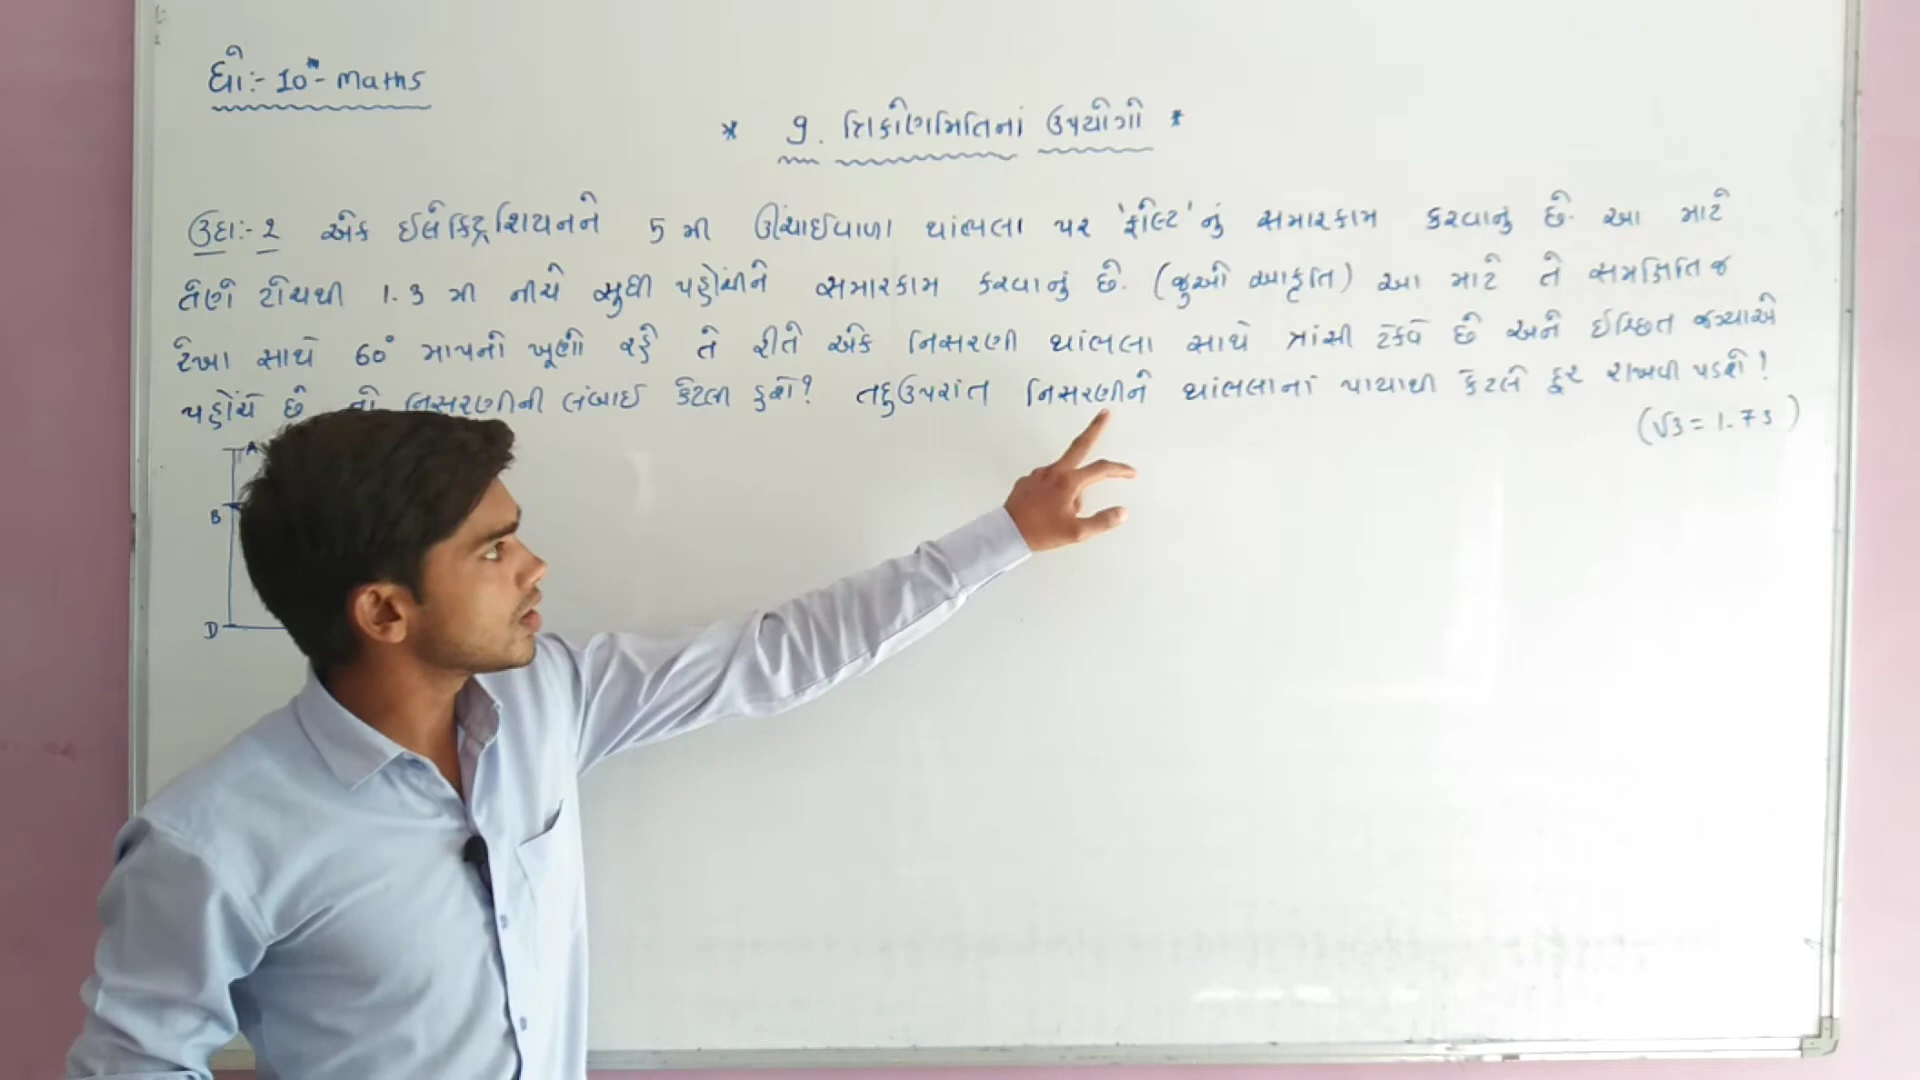 ધો:- 10ᵗʰ- Maths
* 9. ત્રિકોણમિતિનાં ઉપયોગો *
ઉદા:- 2 એક ઈલેક્ટ્રિશિયનને 5 મી ઊંચાઈવાળા થાંભલા પર 'ફોલ્ટ' નું સમારકામ કરવાનું છે. આ માટે
તેણે ટોચથી 1.3 મી નીચે સુધી પહોંચીને સમારકામ કરવાનું છે. (જુઓ આકૃતિ) આ માટે તે સમક્ષિતિજ
રેખા સાથે 60° માપનો ખૂણો રહે તે રીતે એક નિસરણી થાંભલા સાથે ત્રાંસી ટેકવે છે અને ઈચ્છિત જગ્યાએ
પહોંચે છે. તો નિસરણીની લંબાઈ કેટલી હશે? તદ્ઉપરાંત નિસરણીને થાંભલાનાં પાયાથી કેટલે દૂર રાખવી પડશે?
(√3 = 1.73)
A
B
D